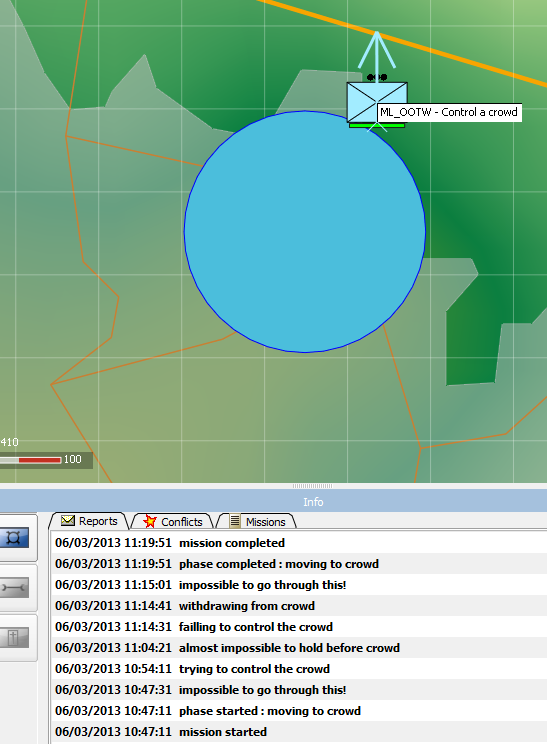 ML_OOTW - Control a crowd
410
100
Info
Reports Conflicts Missions
06/03/2013 11:19:51 mission completed
06/03/2013 11:19:51 phase completed : moving to crowd
06/03/2013 11:15:01 impossible to go through this!
06/03/2013 11:14:41 withdrawing from crowd
06/03/2013 11:14:31 failling to control the crowd
06/03/2013 11:04:21 almost impossible to hold before crowd
06/03/2013 10:54:11 trying to control the crowd
06/03/2013 10:47:31 impossible to go through this!
06/03/2013 10:47:11 phase started : moving to crowd
06/03/2013 10:47:11 mission started